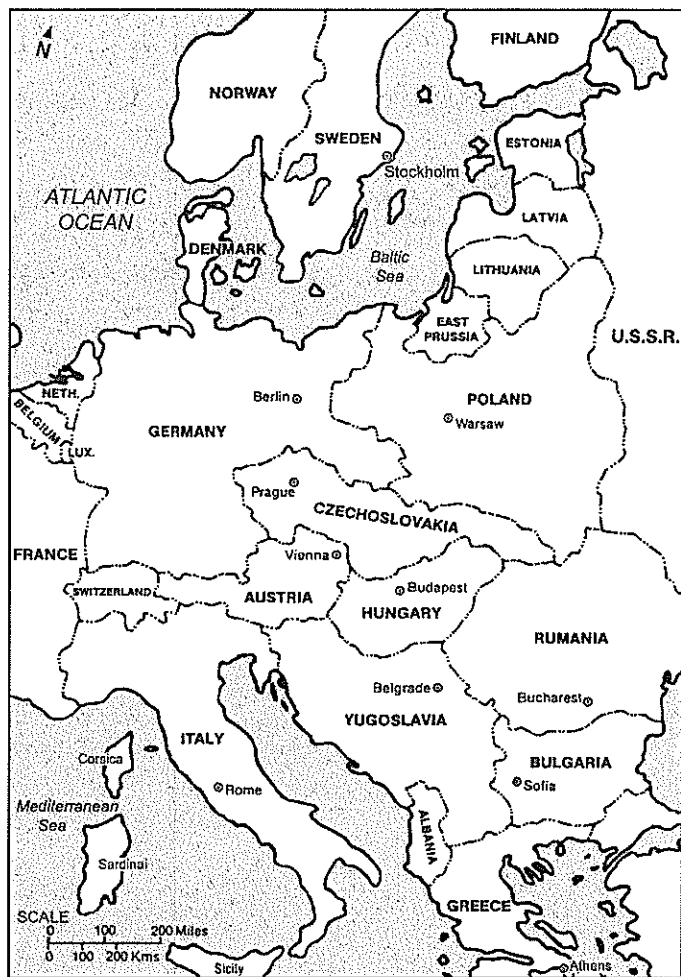 N
FINLAND
NORWAY
SWEDEN
ESTONIA
Stockholm
ATLANTIC
OCEAN
LATVIA
DENMARK
Baltic
Sea
LITHUANIA
EAST
PRUSSIA
U.S.S.R.
NETH.
Berlin
POLAND
BELGIUM
GERMANY
Warsaw
LUX.
Prague
CZECHOSLOVAKIA
FRANCE
Vienna
SWITZERLAND
AUSTRIA
Budapest
HUNGARY
RUMANIA
Belgrade
Bucharest
YUGOSLAVIA
ITALY
Corsica
BULGARIA
Rome
Sofia
Mediterranean
Sea
ALBANIA
Sardinai
GREECE
SCALE
0 100 200 Miles
0 100 200 Kms
Sicily
Athens